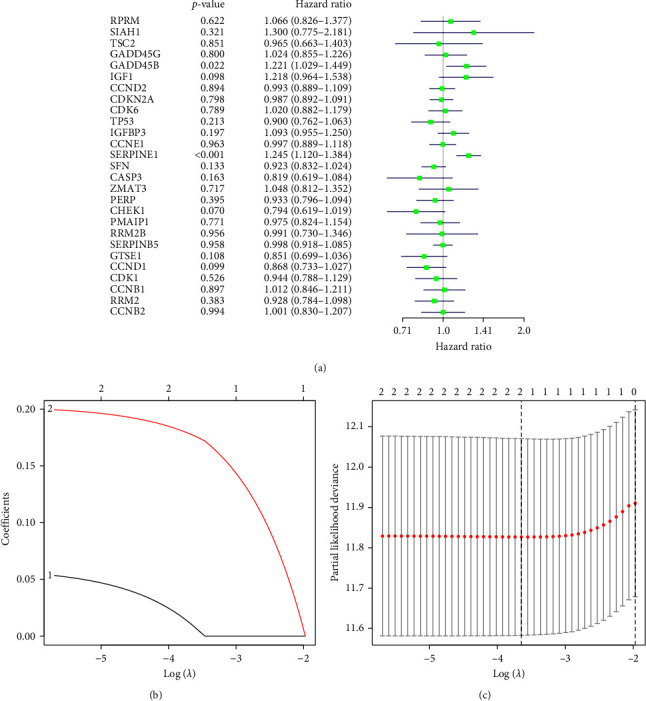 p-value Hazard ratio
RPRM 0.622 1.066 (0.826–1.377)
SIAH1 0.321 1.300 (0.775–2.181)
TSC2 0.851 0.965 (0.663–1.403)
GADD45G 0.800 1.024 (0.855–1.226)
GADD45B 0.022 1.221 (1.029–1.449)
IGF1 0.098 1.218 (0.964–1.538)
CCND2 0.894 0.993 (0.889–1.109)
CDKN2A 0.798 0.987 (0.892–1.091)
CDK6 0.789 1.020 (0.882–1.179)
TP53 0.213 0.900 (0.762–1.063)
IGFBP3 0.197 1.093 (0.955–1.250)
CCNE1 0.963 0.997 (0.889–1.118)
SERPINE1 <0.001 1.245 (1.120–1.384)
SFN 0.133 0.923 (0.832–1.024)
CASP3 0.163 0.819 (0.619–1.084)
ZMAT3 0.717 1.048 (0.812–1.352)
PERP 0.395 0.933 (0.796–1.094)
CHEK1 0.070 0.794 (0.619–1.019)
PMAIP1 0.771 0.975 (0.824–1.154)
RRM2B 0.956 0.991 (0.730–1.346)
SERPINB5 0.958 0.998 (0.918–1.085)
GTSE1 0.108 0.851 (0.699–1.036)
CCND1 0.099 0.868 (0.733–1.027)
CDK1 0.526 0.944 (0.788–1.129)
CCNB1 0.897 1.012 (0.846–1.211)
RRM2 0.383 0.928 (0.784–1.098)
CCNB2 0.994 1.001 (0.830–1.207)
0.71 1.0 1.41 2.0
Hazard ratio
(a)
2 2 1 1
0.20
0.15
0.10
0.05
0.00
Coefficients
2
1
−5 −4 −3 −2
Log (λ)
(b)
2 2 2 2 2 2 2 2 2 2 2 2 1 1 1 1 1 1 1 0
12.1
12.0
11.9
11.8
11.7
11.6
Partial likelihood deviance
−5 −4 −3 −2
Log (λ)
(c)